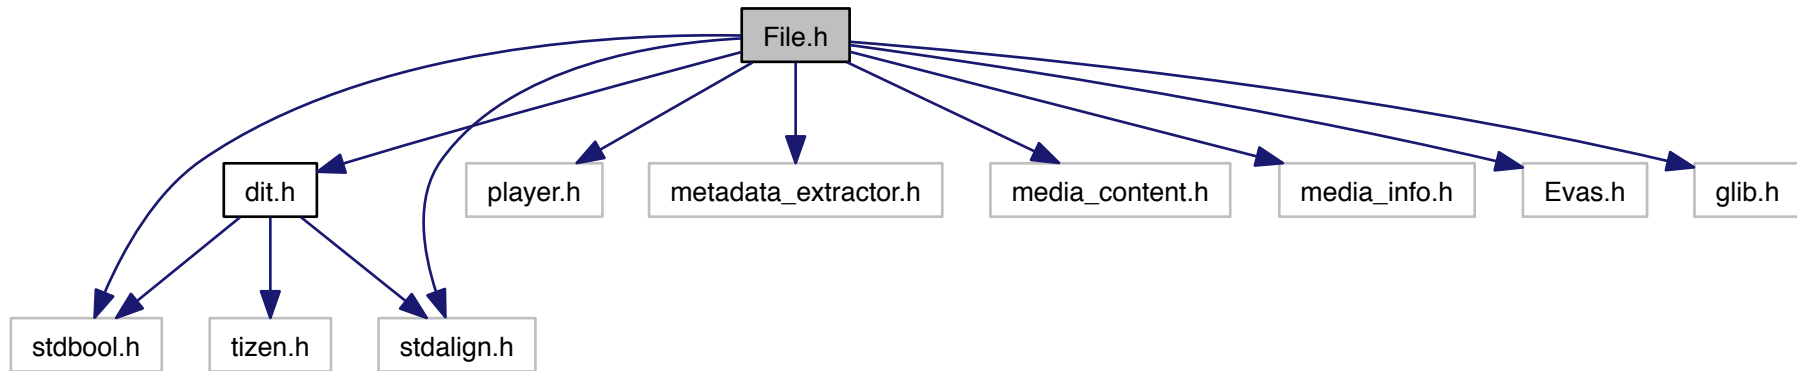 File.h
dit.h
player.h
metadata_extractor.h
media_content.h
media_info.h
Evas.h
glib.h
stdbool.h
tizen.h
stdalign.h